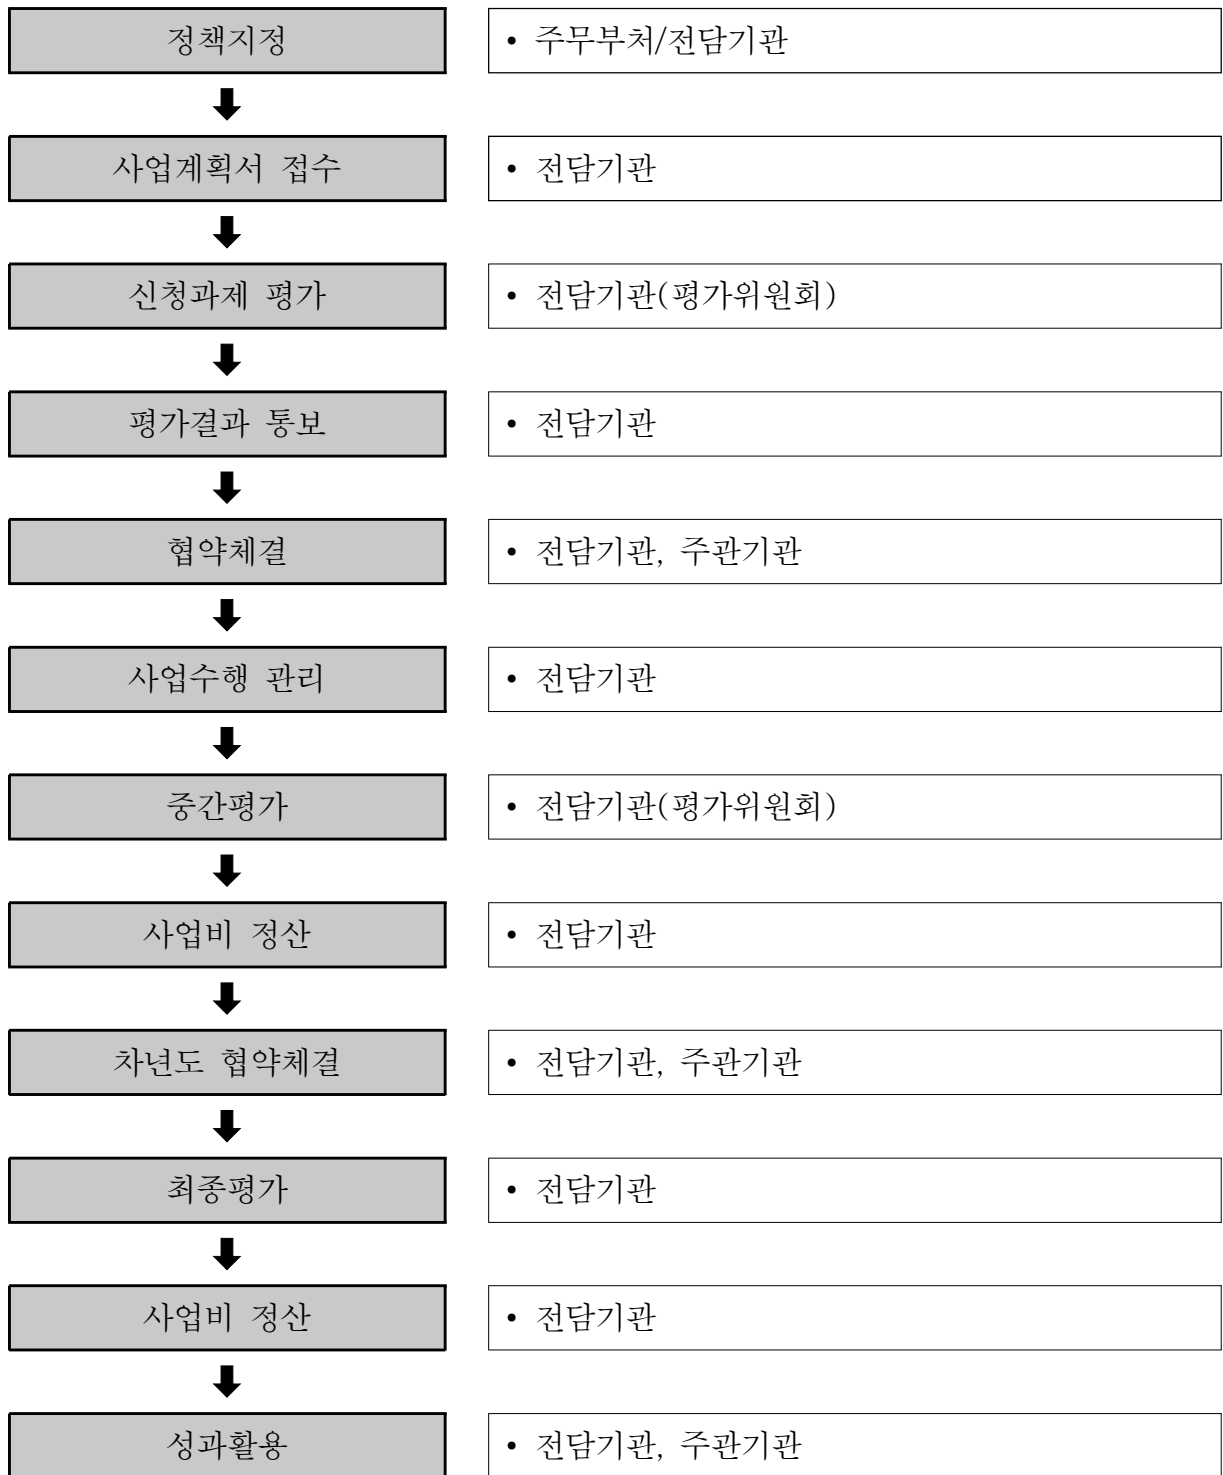 정책지정
• 주무부처/전담기관
사업계획서 접수
• 전담기관
신청과제 평가
• 전담기관(평가위원회)
평가결과 통보
• 전담기관
협약체결
• 전담기관, 주관기관
사업수행 관리
• 전담기관
중간평가
• 전담기관(평가위원회)
사업비 정산
• 전담기관
차년도 협약체결
• 전담기관, 주관기관
최종평가
• 전담기관
사업비 정산
• 전담기관
성과활용
• 전담기관, 주관기관